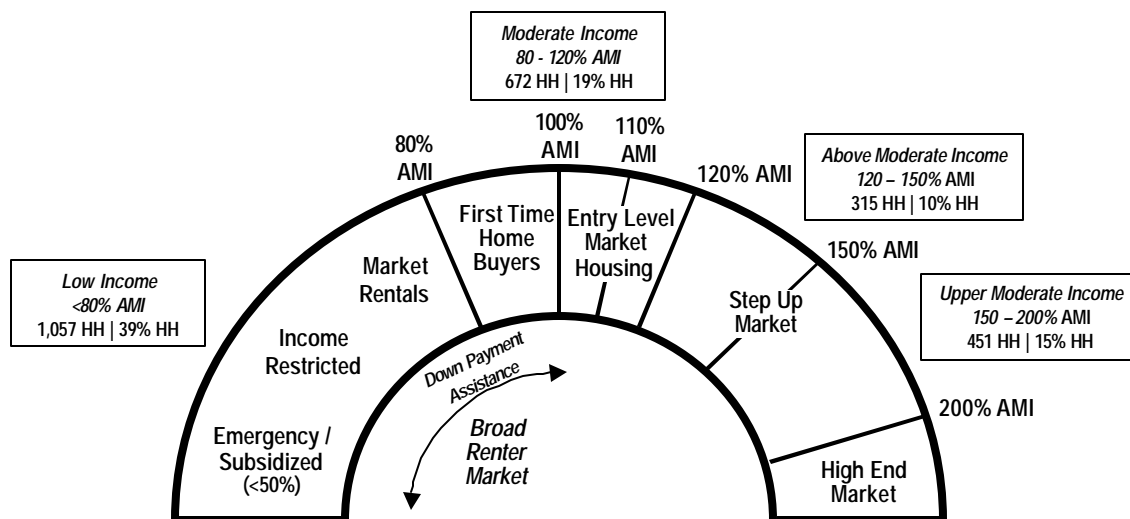 Moderate Income
80 - 120% AMI
672 HH | 19% HH
100%
AMI
110%
AMI
80%
AMI
120% AMI
Above Moderate Income
120 – 150% AMI
315 HH | 10% HH
First Time
Home
Buyers
Entry Level
Market
Housing
150% AMI
Low Income
<80% AMI
1,057 HH | 39% HH
Market
Rentals
Step Up
Market
Upper Moderate Income
150 – 200% AMI
451 HH | 15% HH
Income
Restricted
Down Payment
Assistance
200% AMI
Emergency /
Subsidized
(<50%)
Broad
Renter
Market
High End
Market